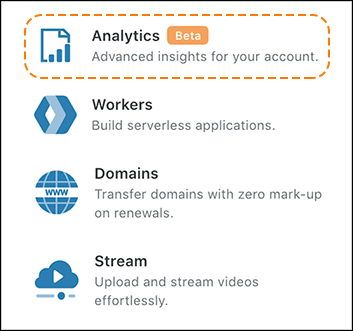 Analytics Beta
Advanced insights for your account.
Workers
Build serverless applications.
WWW
Domains
Transfer domains with zero mark-up
on renewals.
Stream
Upload and stream videos
effortlessly.